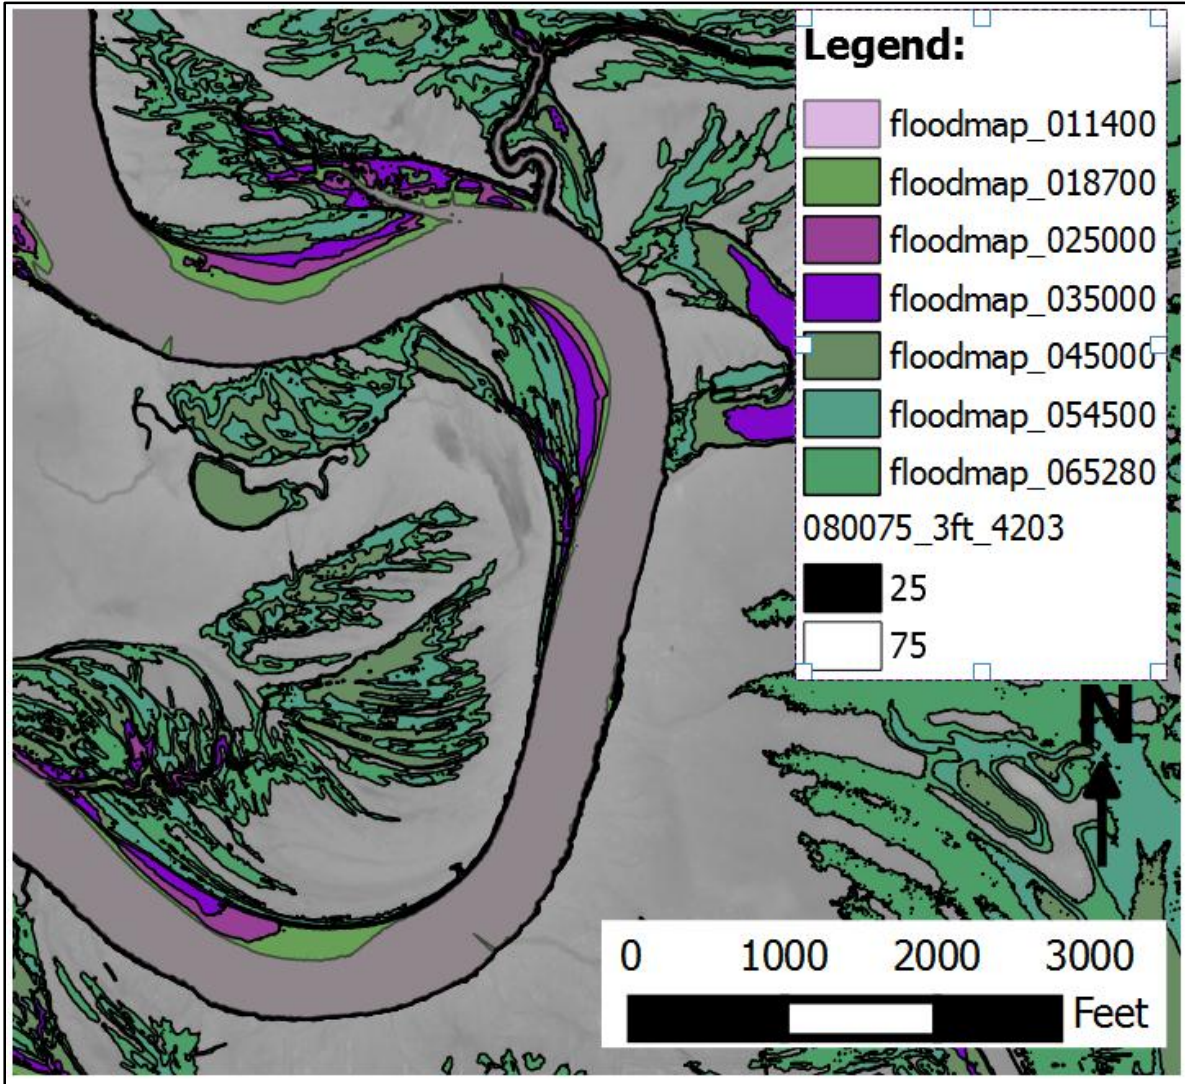 Legend:
floodmap_011400
floodmap_018700
floodmap_025000
floodmap_035000
floodmap_045000
floodmap_054500
floodmap_065280
080075_3ft_4203
25
75
N
0 1000 2000 3000
Feet